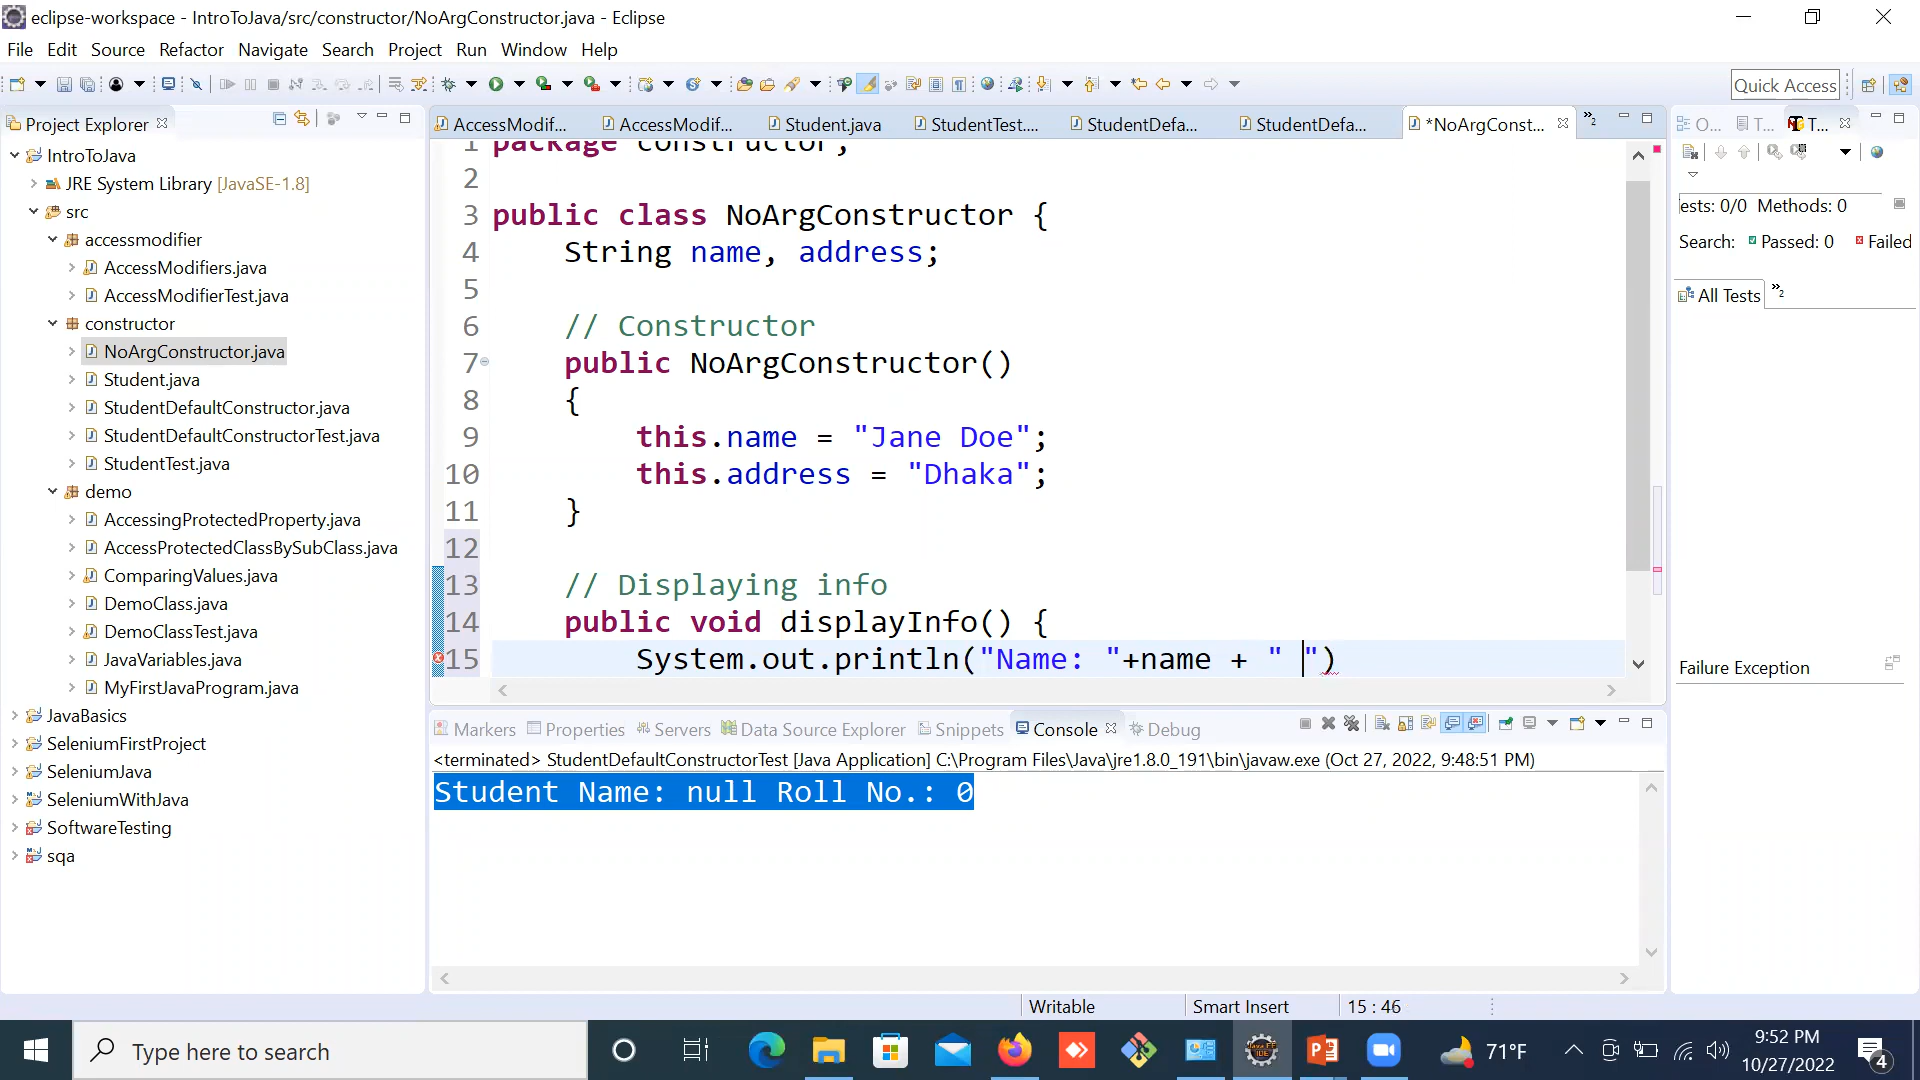 eclipse-workspace - IntroToJava/src/constructor/NoArgConstructor.java - Eclipse
File Edit Source Refactor Navigate Search Project Run Window Help
Quick Access
Project Explorer
AccessModif... AccessModif... Student.java StudentTest.... StudentDefa... StudentDefa... *NoArgConst... »2
O... T... T...
IntroToJava
JRE System Library [JavaSE-1.8]
src
accessmodifier
AccessModifiers.java
AccessModifierTest.java
constructor
NoArgConstructor.java
Student.java
StudentDefaultConstructor.java
StudentDefaultConstructorTest.java
StudentTest.java
demo
AccessingProtectedProperty.java
AccessProtectedClassBySubClass.java
ComparingValues.java
DemoClass.java
DemoClassTest.java
JavaVariables.java
MyFirstJavaProgram.java
JavaBasics
SeleniumFirstProject
SeleniumJava
SeleniumWithJava
SoftwareTesting
sqa
1 package constructor;
2
3 public class NoArgConstructor {
4 String name, address;
5
6 // Constructor
7 public NoArgConstructor()
8 {
9 this.name = "Jane Doe";
10 this.address = "Dhaka";
11 }
12
13 // Displaying info
14 public void displayInfo() {
15 System.out.println("Name: "+name + " ")
ests: 0/0 Methods: 0
Search: Passed: 0 Failed
All Tests »2
Failure Exception
Markers Properties Servers Data Source Explorer Snippets Console Debug
<terminated> StudentDefaultConstructorTest [Java Application] C:\Program Files\Java\jre1.8.0_191\bin\javaw.exe (Oct 27, 2022, 9:48:51 PM)
Student Name: null Roll No.: 0
Writable Smart Insert 15 : 46
Type here to search
71°F
9:52 PM
10/27/2022
4